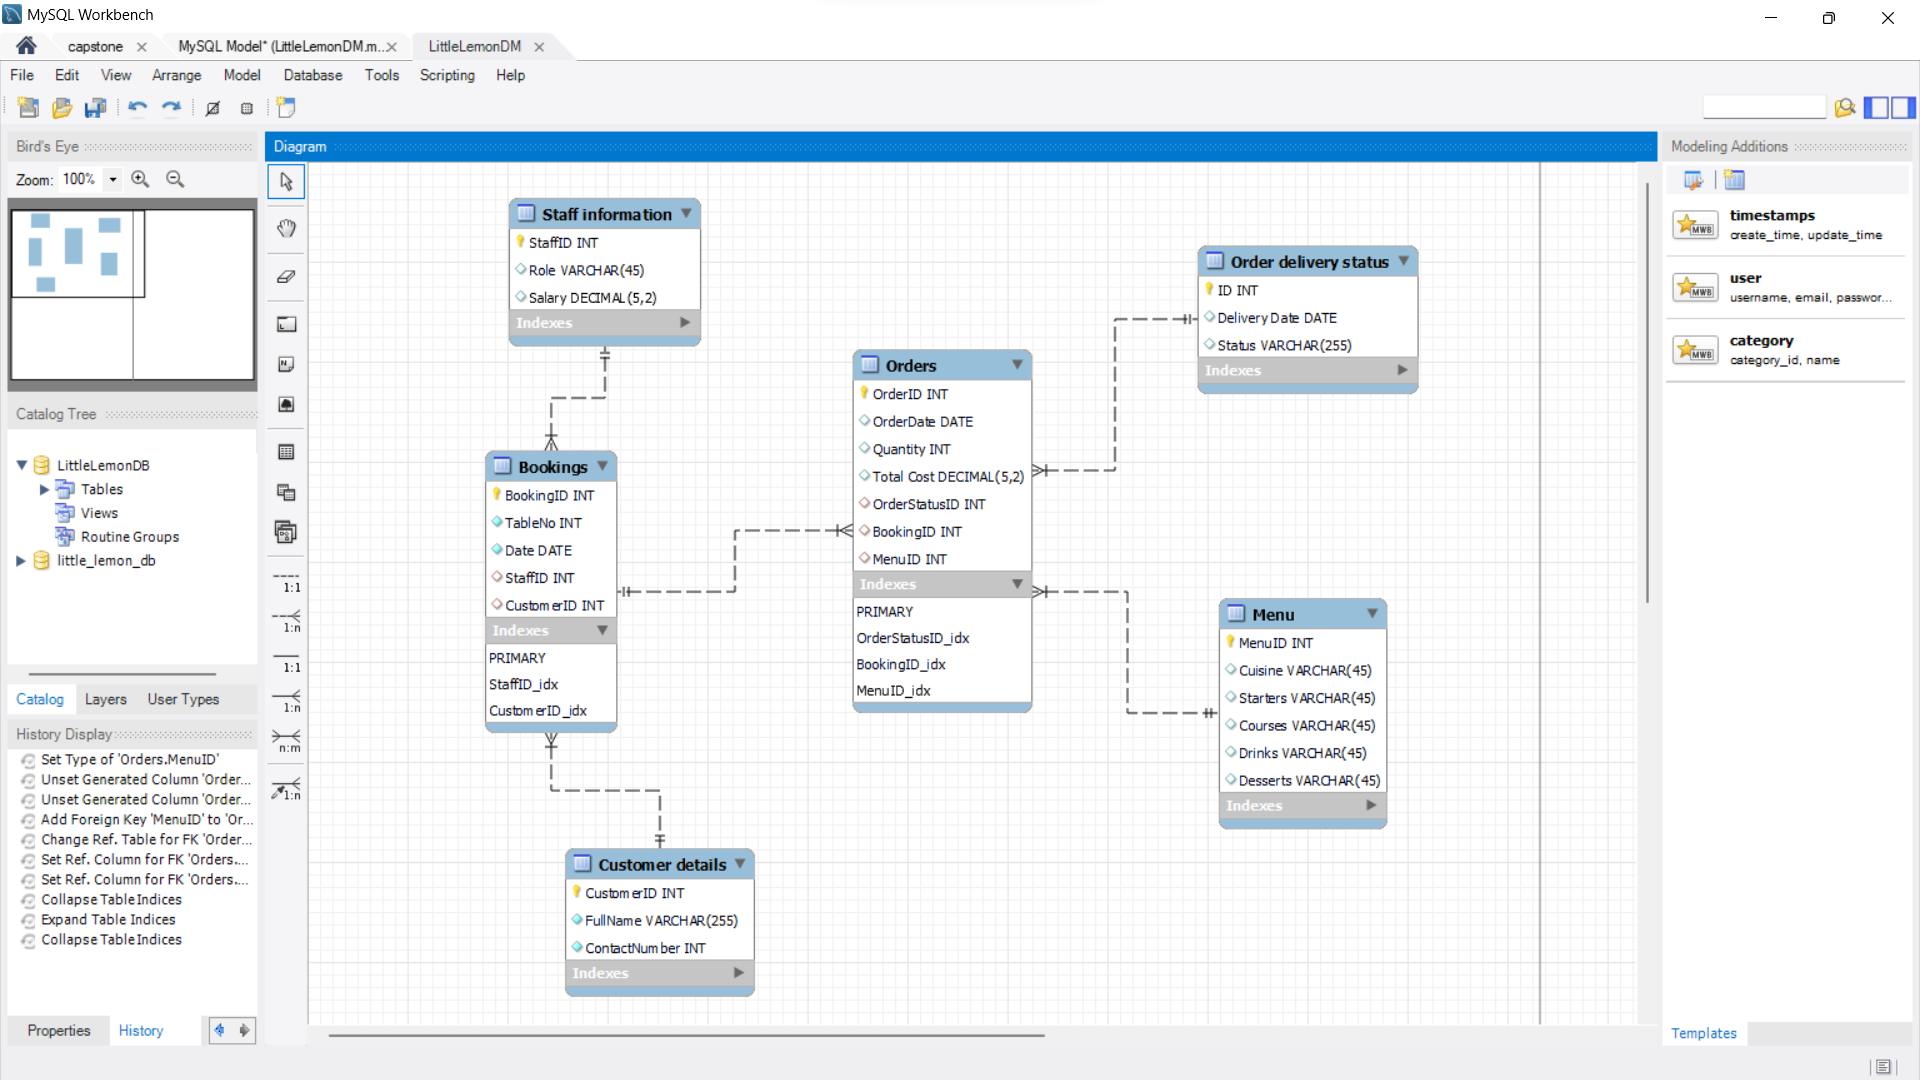 MySQL Workbench
capstone
MySQL Model* (LittleLemonDM.m...
LittleLemonDM
File Edit View Arrange Model Database Tools Scripting Help
Bird's Eye
Zoom: 100%
Catalog Tree
LittleLemonDB
Tables
Views
Routine Groups
little_lemon_db
Catalog Layers User Types
History Display
Set Type of 'Orders.MenuID'
Unset Generated Column 'Order...
Unset Generated Column 'Order...
Add Foreign Key 'MenuID' to 'Or...
Change Ref. Table for FK 'Order...
Set Ref. Column for FK 'Orders....
Set Ref. Column for FK 'Orders....
Collapse Table Indices
Expand Table Indices
Collapse Table Indices
Properties History
Diagram
1:1
1:n
1:1
1:n
n:m
1:n
Staff information
StaffID INT
Role VARCHAR(45)
Salary DECIMAL(5,2)
Indexes
Bookings
BookingID INT
TableNo INT
Date DATE
StaffID INT
CustomerID INT
Indexes
PRIMARY
StaffID_idx
CustomerID_idx
Customer details
CustomerID INT
FullName VARCHAR(255)
ContactNumber INT
Indexes
Orders
OrderID INT
OrderDate DATE
Quantity INT
Total Cost DECIMAL(5,2)
OrderStatusID INT
BookingID INT
MenuID INT
Indexes
PRIMARY
OrderStatusID_idx
BookingID_idx
MenuID_idx
Order delivery status
ID INT
Delivery Date DATE
Status VARCHAR(255)
Indexes
Menu
MenuID INT
Cuisine VARCHAR(45)
Starters VARCHAR(45)
Courses VARCHAR(45)
Drinks VARCHAR(45)
Desserts VARCHAR(45)
Indexes
Modeling Additions
MWB
timestamps
create_time, update_time
MWB
user
username, email, passwor...
MWB
category
category_id, name
Templates